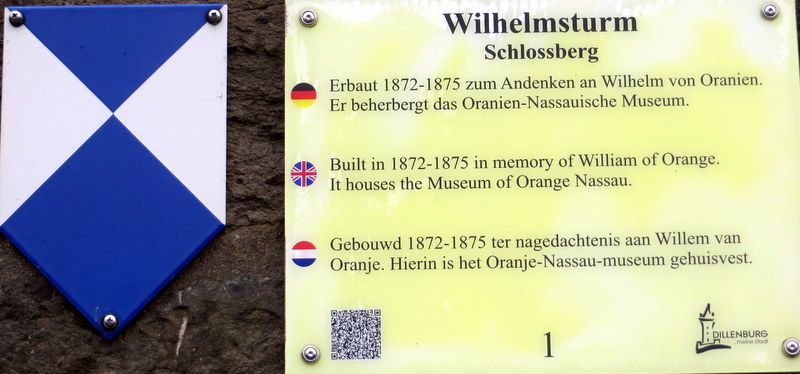 Wilhelmsturm
Schlossberg
Erbaut 1872-1875 zum Andenken an Wilhelm von Oranien.
Er beherbergt das Oranien-Nassauische Museum.
Built in 1872-1875 in memory of William of Orange.
It houses the Museum of Orange Nassau.
Gebouwd 1872-1875 ter nagedachtenis aan Willem van
Oranje. Hierin is het Oranje-Nassau-museum gehuisvest.
1
DILLENBURG
...meine Stadt